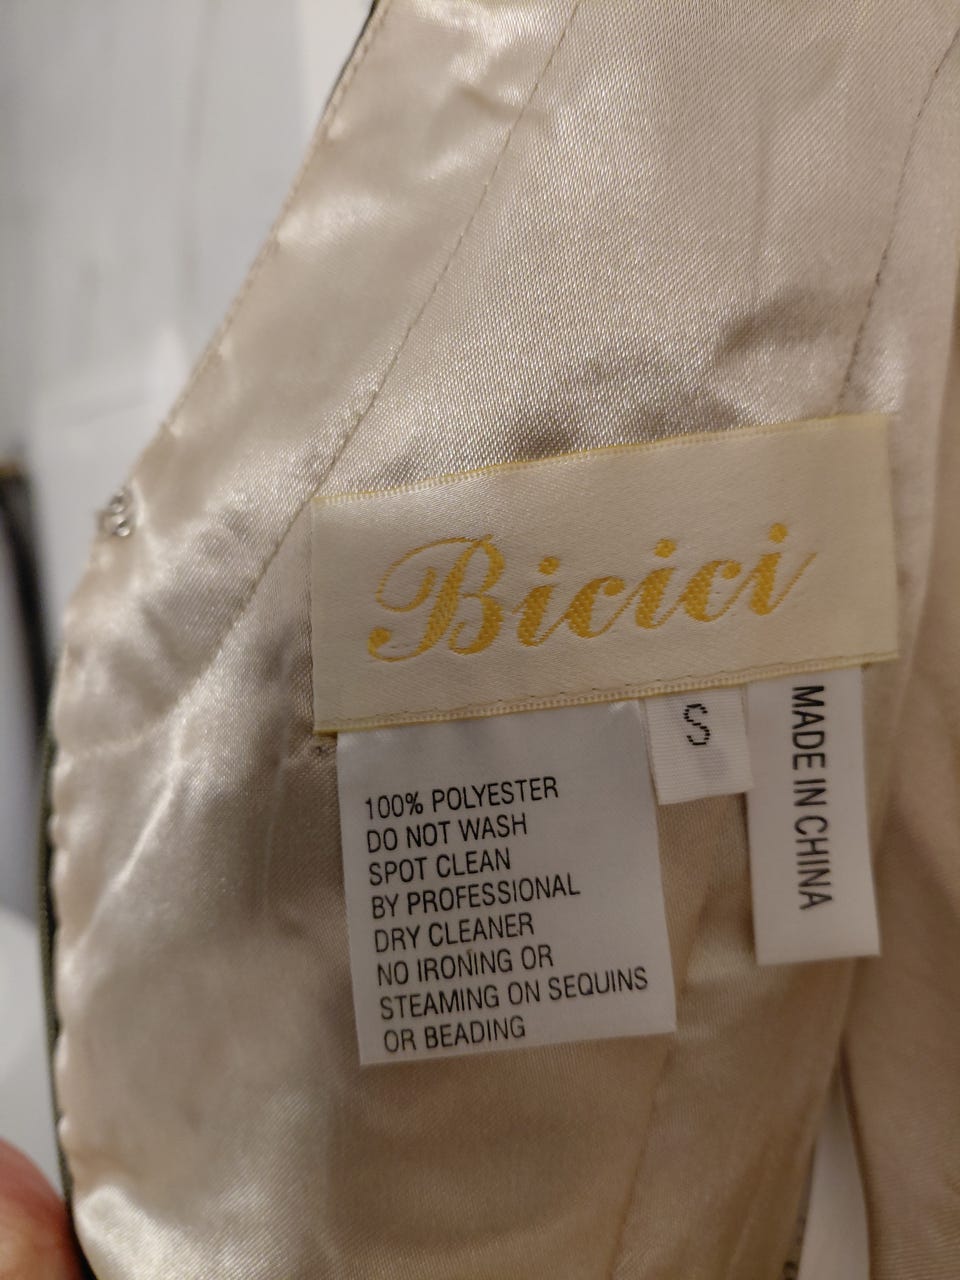 Bicici
S
MADE IN CHINA
100% POLYESTER
DO NOT WASH
SPOT CLEAN
BY PROFESSIONAL
DRY CLEANER
NO IRONING OR
STEAMING ON SEQUINS
OR BEADING